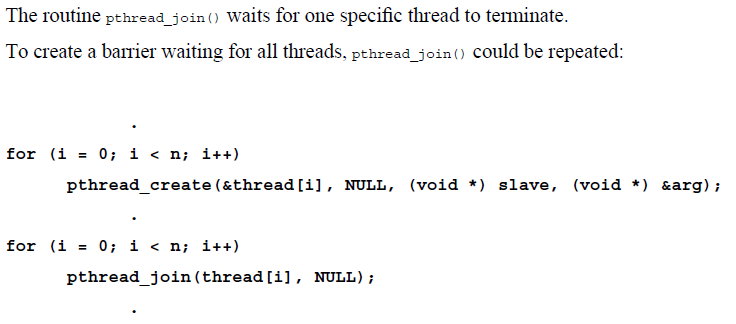 The routine pthread_join() waits for one specific thread to terminate.
To create a barrier waiting for all threads, pthread_join() could be repeated:
.
for (i = 0; i < n; i++)
pthread_create(&thread[i], NULL, (void *) slave, (void *) &arg);
.
for (i = 0; i < n; i++)
pthread_join(thread[i], NULL);
.